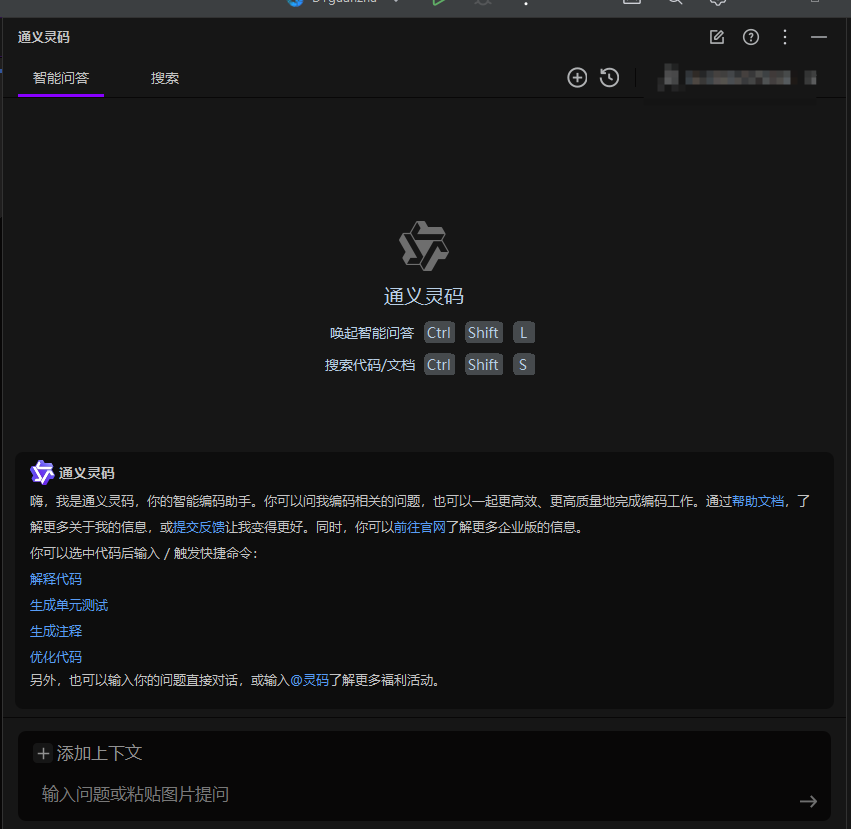 通义灵码
智能问答 搜索
通义灵码
唤起智能问答 Ctrl Shift L
搜索代码/文档 Ctrl Shift S
通义灵码
嗨，我是通义灵码，你的智能编码助手。你可以问我编码相关的问题，也可以一起更高效、更高质量地完成编码工作。通过帮助文档，了
解更多关于我的信息，或提交反馈让我变得更好。同时，你可以前往官网了解更多企业版的信息。
你可以选中代码后输入 / 触发快捷命令：
解释代码
生成单元测试
生成注释
优化代码
另外，也可以输入你的问题直接对话，或输入@灵码了解更多福利活动。
添加上下文
输入问题或粘贴图片提问